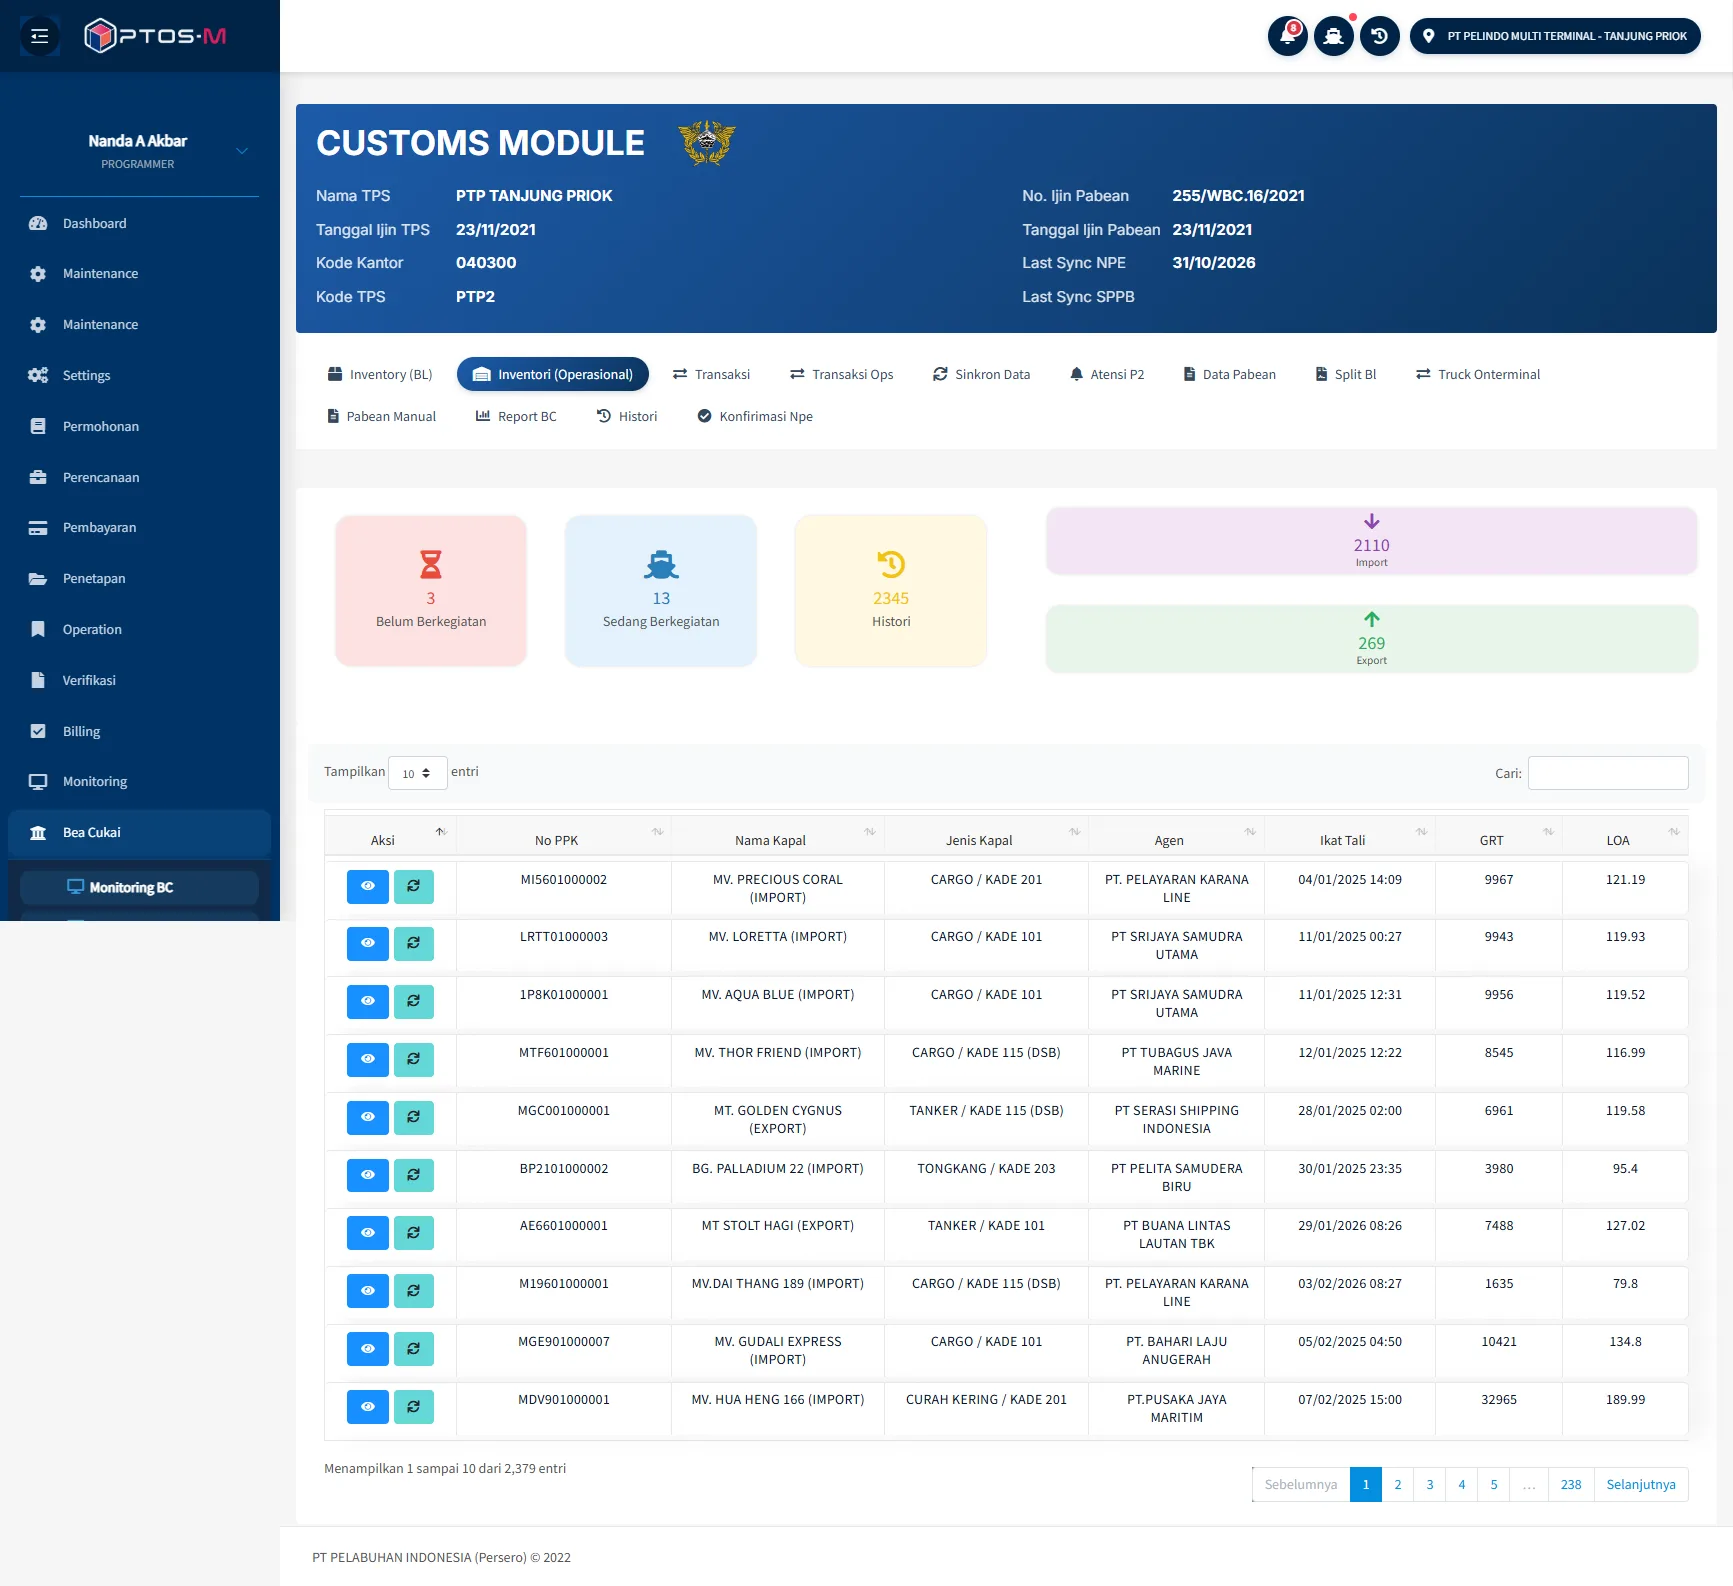 PTOS-M
8
PT PELINDO MULTI TERMINAL - TANJUNG PRIOK
Nanda A Akbar
PROGRAMMER
Dashboard
Maintenance
Maintenance
Settings
Permohonan
Perencanaan
Pembayaran
Penetapan
Operation
Verifikasi
Billing
Monitoring
Bea Cukai
Monitoring BC
CUSTOMS MODULE
Nama TPS PTP TANJUNG PRIOK
Tanggal Ijin TPS 23/11/2021
Kode Kantor 040300
Kode TPS PTP2
No. Ijin Pabean 255/WBC.16/2021
Tanggal Ijin Pabean 23/11/2021
Last Sync NPE 31/10/2026
Last Sync SPPB
Inventory (BL) Inventori (Operasional) Transaksi Transaksi Ops Sinkron Data Atensi P2 Data Pabean Split Bl Truck Onterminal
Pabean Manual Report BC Histori Konfirmasi Npe
3
Belum Berkegiatan
13
Sedang Berkegiatan
2345
Histori
2110
Import
269
Export
Tampilkan 10 entri
Cari:
Aksi No PPK Nama Kapal Jenis Kapal Agen Ikat Tali GRT LOA
MI5601000002 MV. PRECIOUS CORAL CARGO / KADE 201 PT. PELAYARAN KARANA 04/01/2025 14:09 9967 121.19
(IMPORT) LINE
LRTT01000003 MV. LORETTA (IMPORT) CARGO / KADE 101 PT SRIJAYA SAMUDRA 11/01/2025 00:27 9943 119.93
UTAMA
1P8K01000001 MV. AQUA BLUE (IMPORT) CARGO / KADE 101 PT SRIJAYA SAMUDRA 11/01/2025 12:31 9956 119.52
UTAMA
MTF601000001 MV. THOR FRIEND (IMPORT) CARGO / KADE 115 (DSB) PT TUBAGUS JAVA 12/01/2025 12:22 8545 116.99
MARINE
MGC001000001 MT. GOLDEN CYGNUS TANKER / KADE 115 (DSB) PT SERASI SHIPPING 28/01/2025 02:00 6961 119.58
(EXPORT) INDONESIA
BP2101000002 BG. PALLADIUM 22 (IMPORT) TONGKANG / KADE 203 PT PELITA SAMUDERA 30/01/2025 23:35 3980 95.4
BIRU
AE6601000001 MT STOLT HAGI (EXPORT) TANKER / KADE 101 PT BUANA LINTAS 29/01/2026 08:26 7488 127.02
LAUTAN TBK
M19601000001 MV.DAI THANG 189 (IMPORT) CARGO / KADE 115 (DSB) PT. PELAYARAN KARANA 03/02/2026 08:27 1635 79.8
LINE
MGE901000007 MV. GUDALI EXPRESS CARGO / KADE 101 PT. BAHARI LAJU 05/02/2025 04:50 10421 134.8
(IMPORT) ANUGERAH
MDV901000001 MV. HUA HENG 166 (IMPORT) CURAH KERING / KADE 201 PT.PUSAKA JAYA 07/02/2025 15:00 32965 189.99
MARITIM
Menampilkan 1 sampai 10 dari 2,379 entri
Sebelumnya 1 2 3 4 5 ... 238 Selanjutnya
PT PELABUHAN INDONESIA (Persero) © 2022